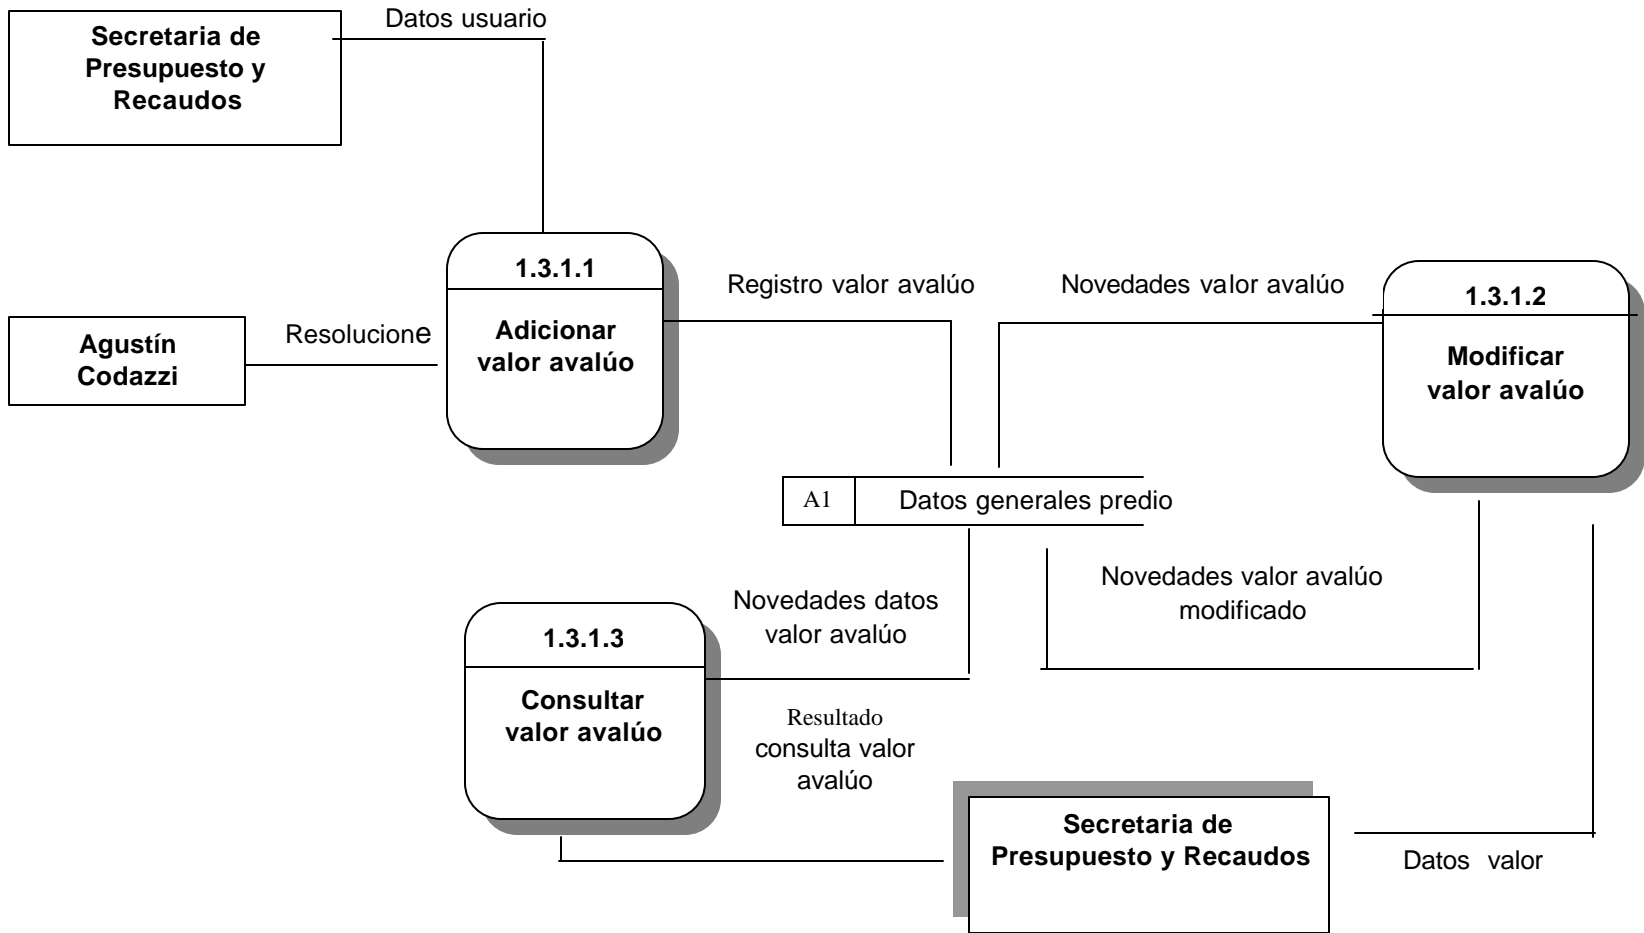 Datos usuario
Secretaria de
Presupuesto y
Recaudos
1.3.1.1
Adicionar
valor avalúo
Resolucione
Agustín
Codazzi
Registro valor avalúo
Novedades valor avalúo
1.3.1.2
Modificar
valor avalúo
A1 Datos generales predio
Novedades valor avalúo
modificado
Novedades datos
valor avalúo
1.3.1.3
Consultar
valor avalúo
Resultado
consulta valor
avalúo
Secretaria de
Presupuesto y Recaudos
Datos valor